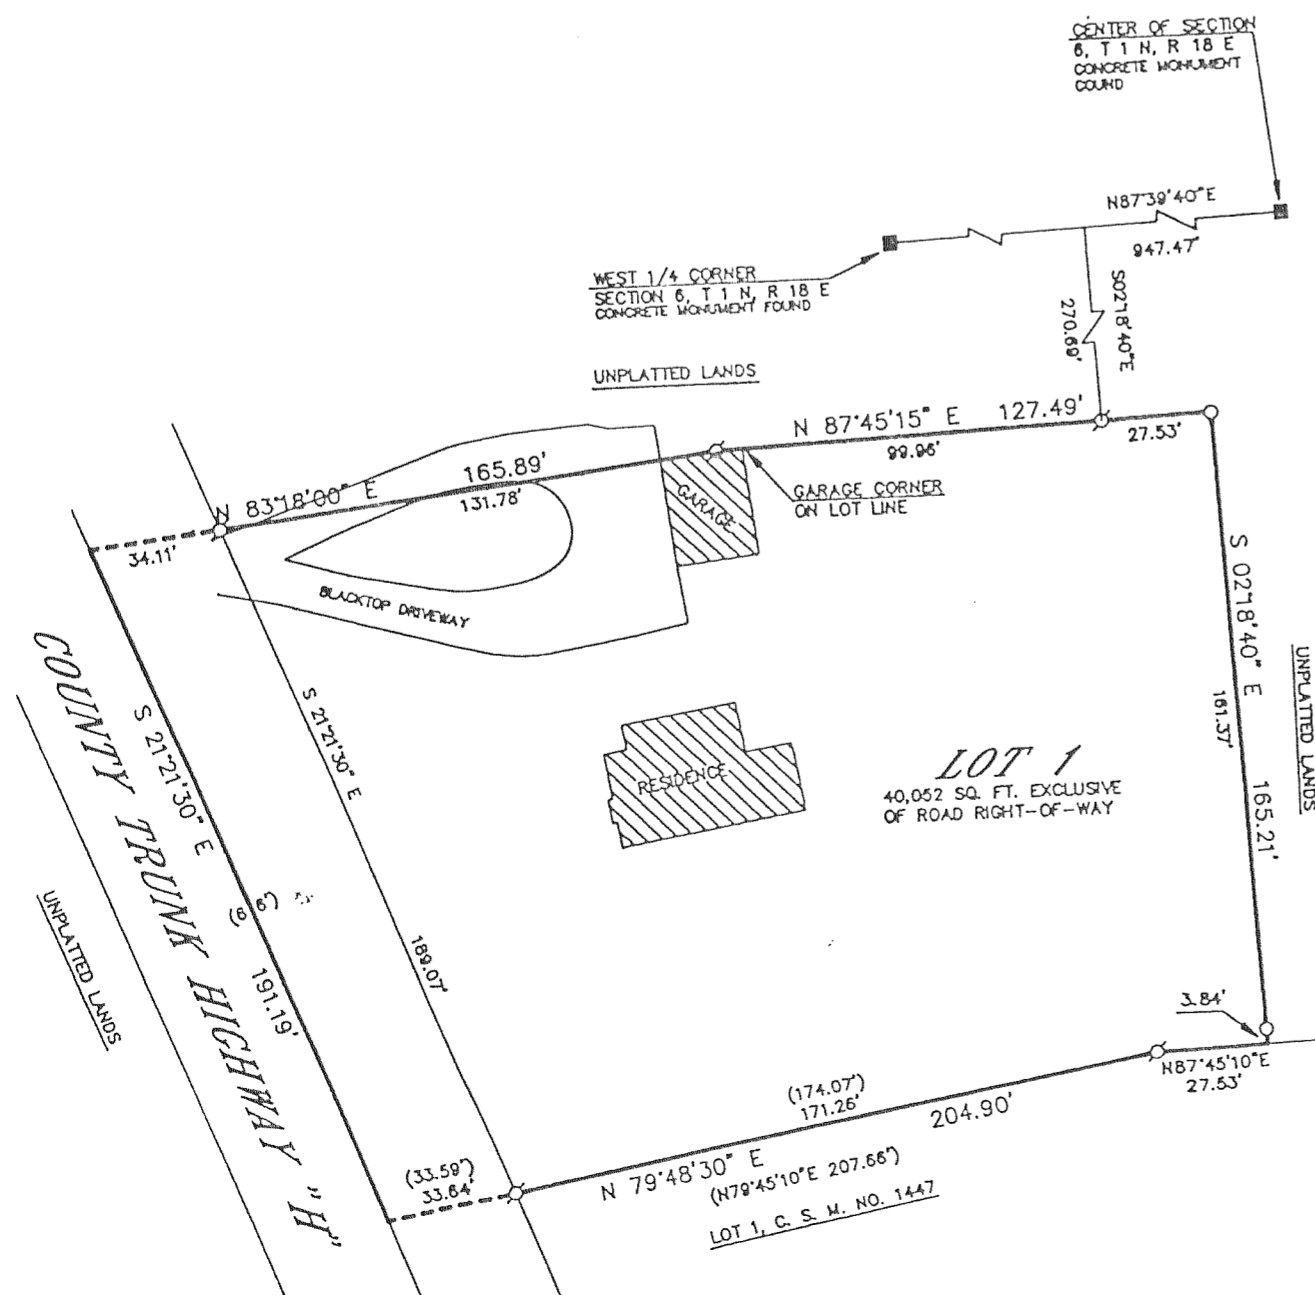 CENTER OF SECTION
6, T 1 N, R 18 E
CONCRETE MONUMENT
COUND
N87°39'40"E
947.47'
WEST 1/4 CORNER
SECTION 6, T 1 N, R 18 E
CONCRETE MONUMENT FOUND
S02°18'40"E
270.69'
UNPLATTED LANDS
N 87°45'15" E 127.49'
99.96'
27.53'
N 83°18'00" E
165.89'
131.78'
34.11'
GARAGE
GARAGE CORNER
ON LOT LINE
BLACKTOP DRIVEWAY
S 02°18'40" E
161.37'
165.21'
UNPLATTED LANDS
COUNTY TRUNK HIGHWAY "H"
S 21°21'30" E
191.19'
S 21°21'30" E
189.07'
RESIDENCE
LOT 1
40,052 SQ. FT. EXCLUSIVE
OF ROAD RIGHT-OF-WAY
UNPLATTED LANDS
3.84'
N87°45'10"E
27.53'
(174.07')
171.26'
204.90'
(33.59')
33.64'
N 79°48'30" E
(N79°45'10"E 207.66')
LOT 1, C. S. M. NO. 1447